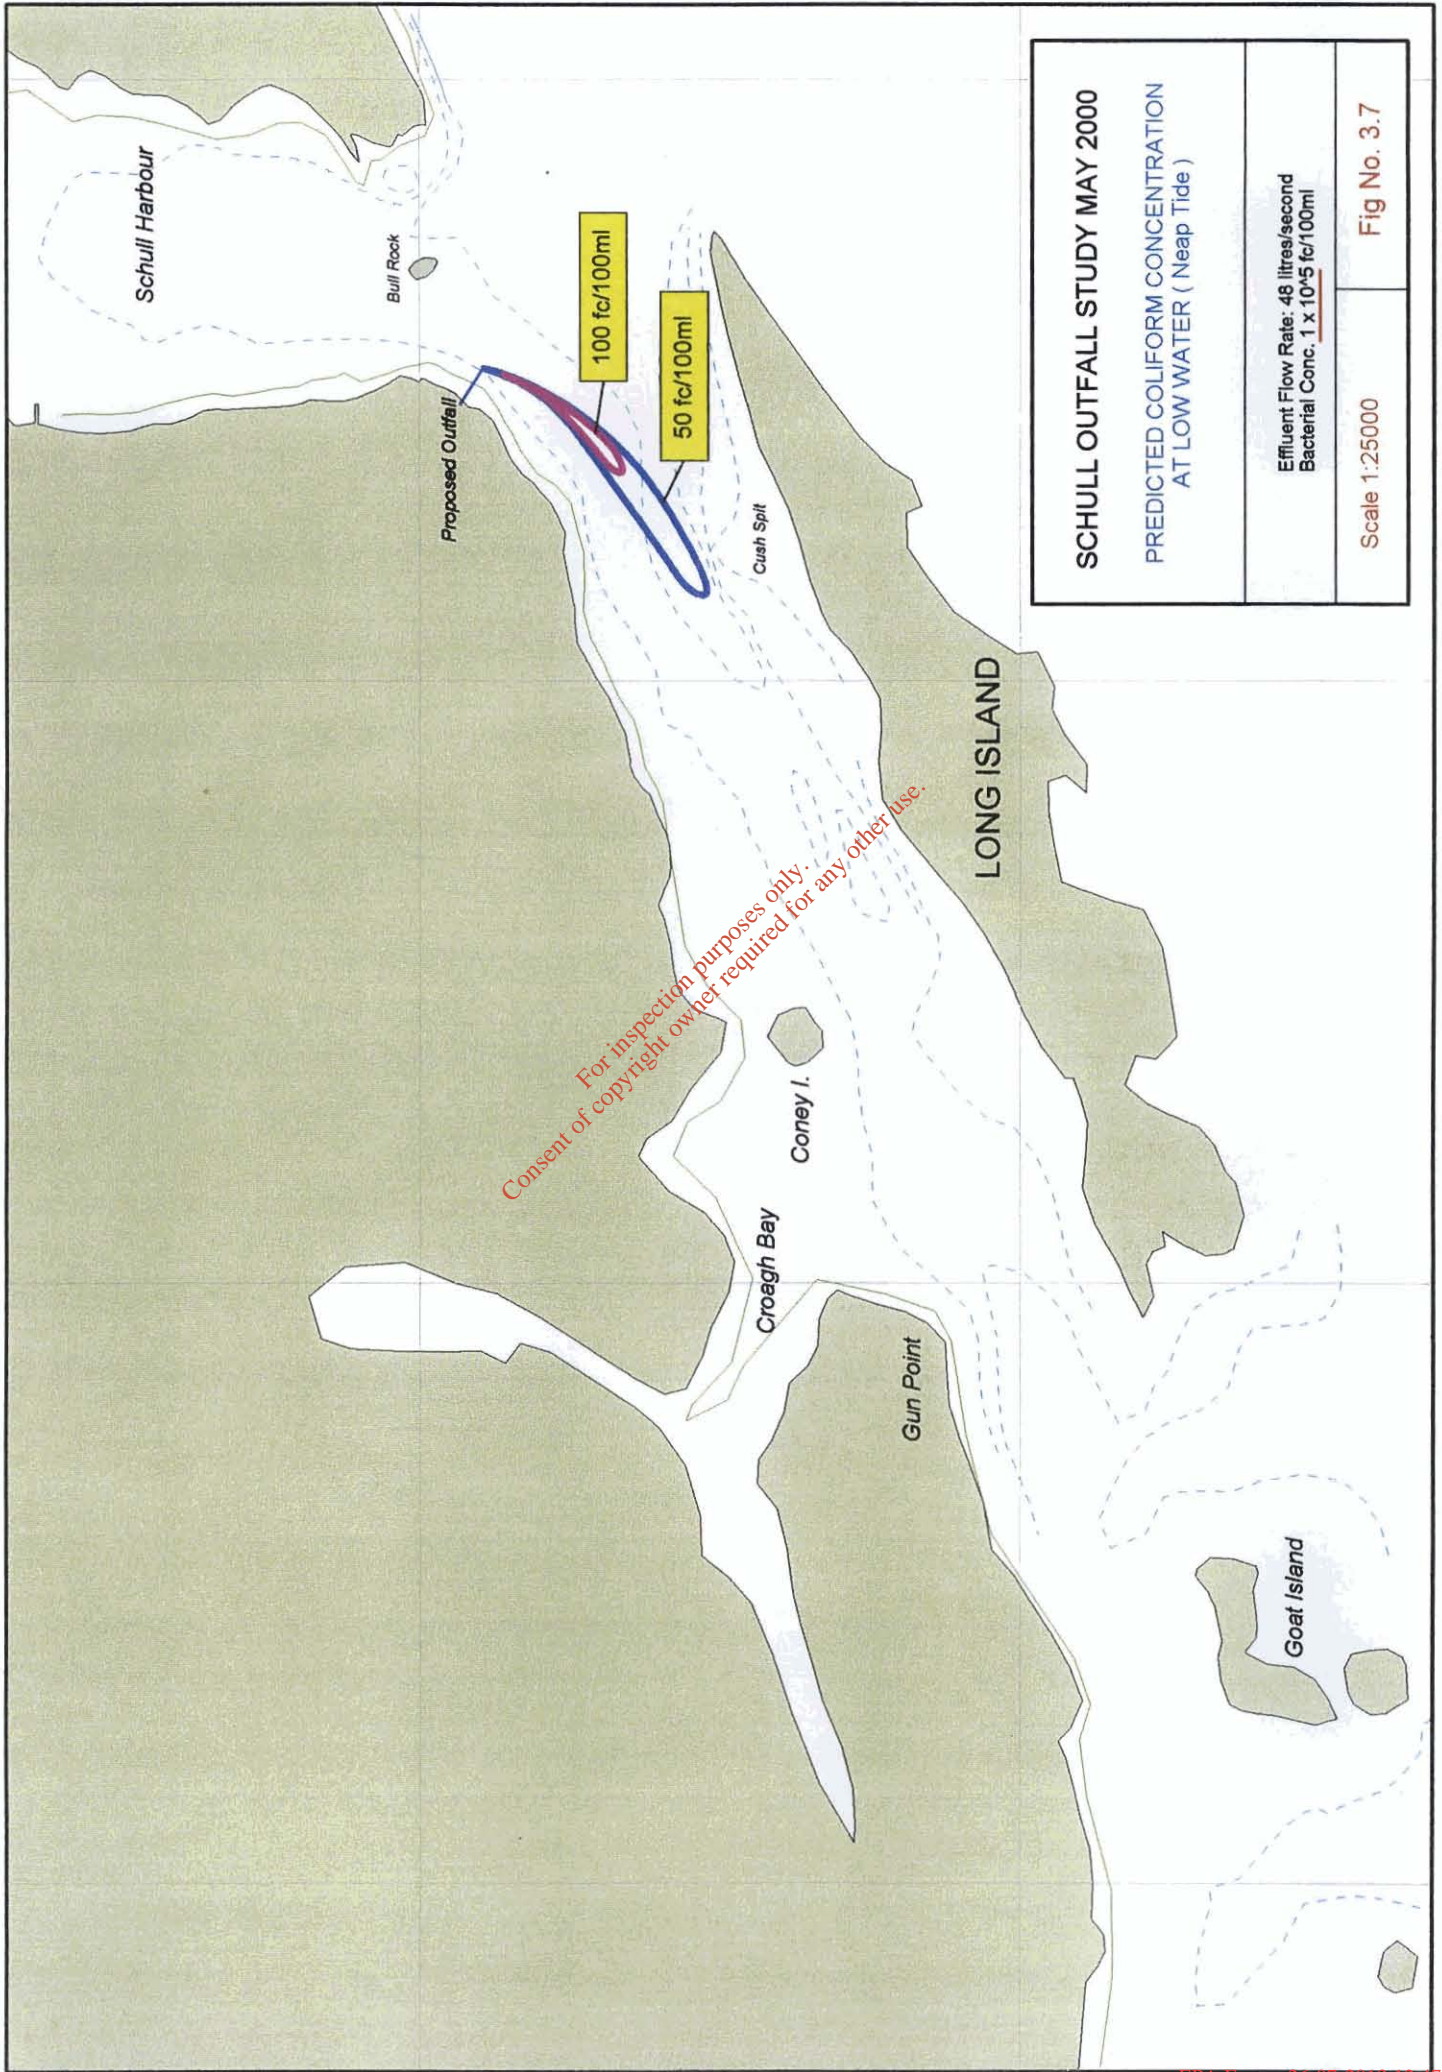 Schull Harbour
Bull Rock
Proposed Outfall
100 fc/100ml
50 fc/100ml
Cush Spit
LONG ISLAND
Coney I.
Croagh Bay
Gun Point
Goat Island
For inspection purposes only.
Consent of copyright owner required for any other use.
SCHULL OUTFALL STUDY MAY 2000
PREDICTED COLIFORM CONCENTRATION
AT LOW WATER ( Neap Tide )
Effluent Flow Rate: 48 litres/second
Bacterial Conc. 1 x 10^5 fc/100ml
Scale 1:25000
Fig No. 3.7